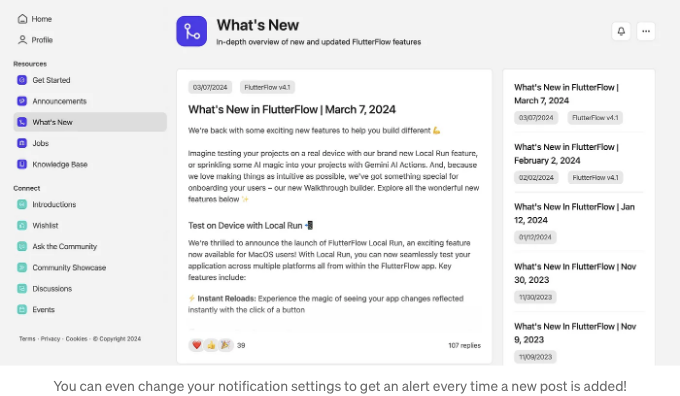 Home
Profile
Resources
Get Started
Announcements
What's New
Jobs
Knowledge Base
Connect
Introductions
Wishlist
Ask the Community
Community Showcase
Discussions
Events
Terms · Privacy · Cookies · © Copyright 2024
What's New
In-depth overview of new and updated FlutterFlow features
03/07/2024 FlutterFlow v4.1
What's New in FlutterFlow | March 7, 2024
We're back with some exciting new features to help you build different 💪
Imagine testing your projects on a real device with our brand new Local Run feature,
or sprinkling some AI magic into your projects with Gemini AI Actions. And, because
we love making things as intuitive as possible, we've got something special for
onboarding your users – our new Walkthrough builder. Explore all the wonderful new
features below ✨
Test on Device with Local Run 📲
We're thrilled to announce the launch of FlutterFlow Local Run, an exciting feature
now available for MacOS users! With Local Run, you can now seamlessly test your
application across multiple platforms all from within the FlutterFlow app. Key
features include:
⚡ Instant Reloads: Experience the magic of seeing your app changes reflected
instantly with the click of a button
❤️ 👍 🎉 39 107 replies
What's New in FlutterFlow |
March 7, 2024
03/07/2024 FlutterFlow v4.1
What's New in FlutterFlow |
February 2, 2024
02/02/2024 FlutterFlow v4.1
What's New In FlutterFlow | Jan
12, 2024
01/12/2024
What's New In FlutterFlow | Nov
30, 2023
11/30/2023
What's New In FlutterFlow | Nov
9, 2023
11/09/2023
You can even change your notification settings to get an alert every time a new post is added!